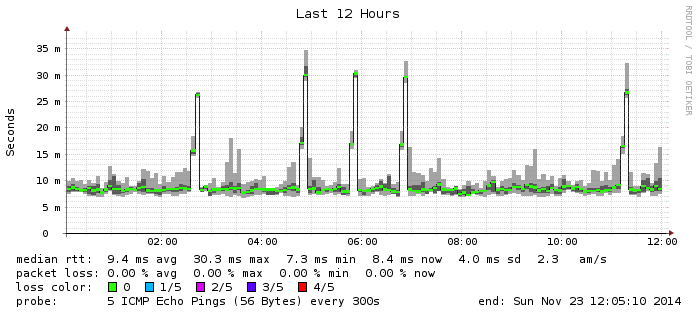 Last 12 Hours
RRDTOOL / TOBI OETIKER
Seconds
35 m
30 m
25 m
20 m
15 m
10 m
5 m
0
02:00 04:00 06:00 08:00 10:00 12:00
median rtt: 9.4 ms avg 30.3 ms max 7.3 ms min 8.4 ms now 4.0 ms sd 2.3 am/s
packet loss: 0.00 % avg 0.00 % max 0.00 % min 0.00 % now
loss color: 0 1/5 2/5 3/5 4/5
probe: 5 ICMP Echo Pings (56 Bytes) every 300s end: Sun Nov 23 12:05:10 2014